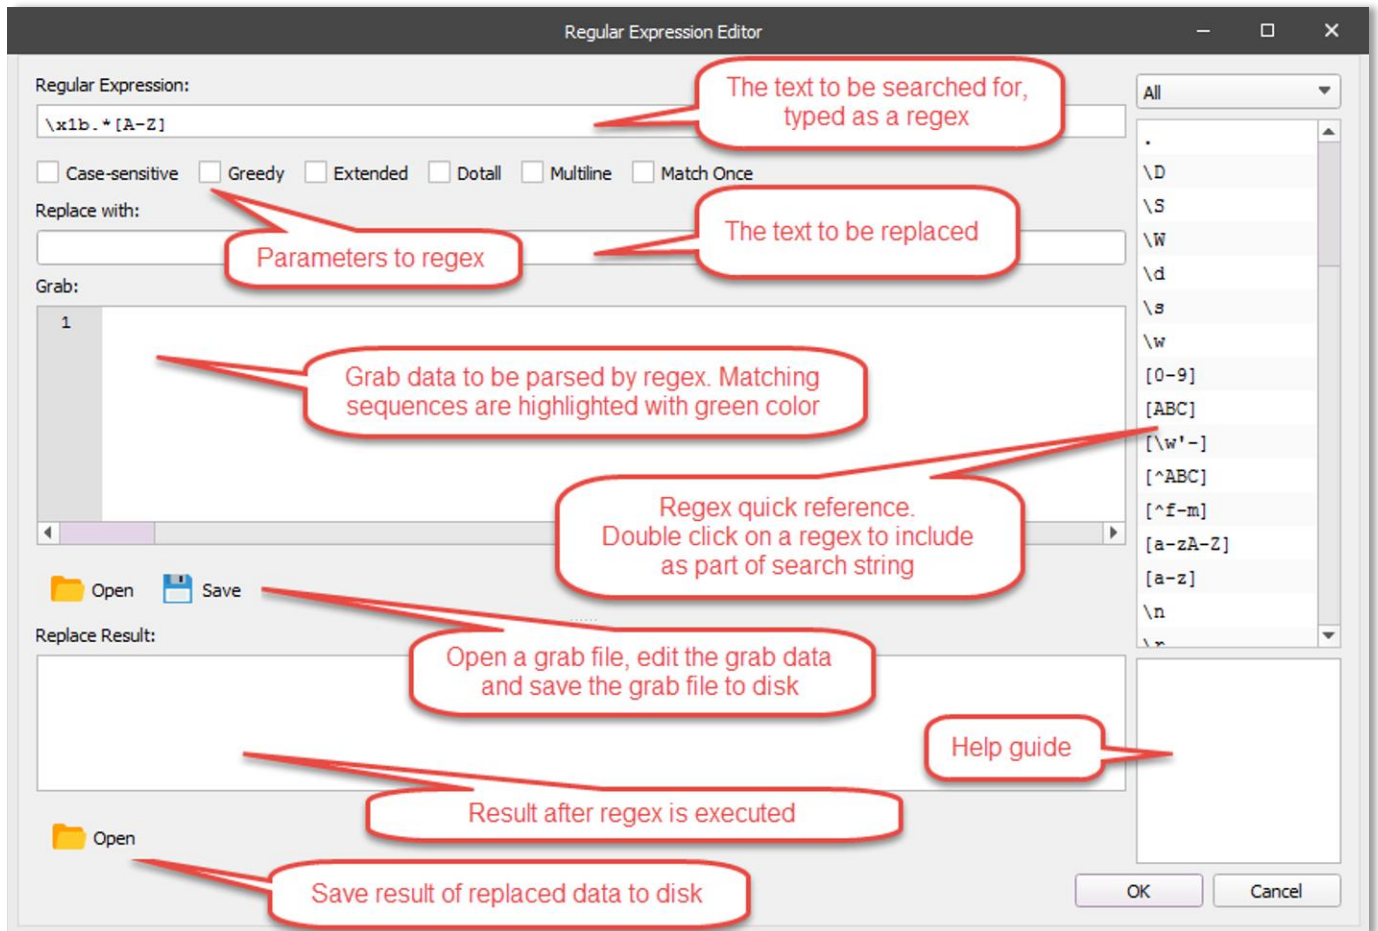 Regular Expression Editor
Regular Expression:
\x1b.*[A-Z]
The text to be searched for,
typed as a regex
All
Case-sensitive
Greedy
Extended
Dotall
Multiline
Match Once
Replace with:
Parameters to regex
The text to be replaced
Grab:
1
Grab data to be parsed by regex. Matching
sequences are highlighted with green color
.
\D
\S
\W
\d
\s
\w
[0-9]
[ABC]
[\w'-]
[^ABC]
[^f-m]
[a-zA-Z]
[a-z]
\n
\r
Regex quick reference.
Double click on a regex to include
as part of search string
Open
Save
Replace Result:
Open a grab file, edit the grab data
and save the grab file to disk
Help guide
Result after regex is executed
Open
Save result of replaced data to disk
OK
Cancel